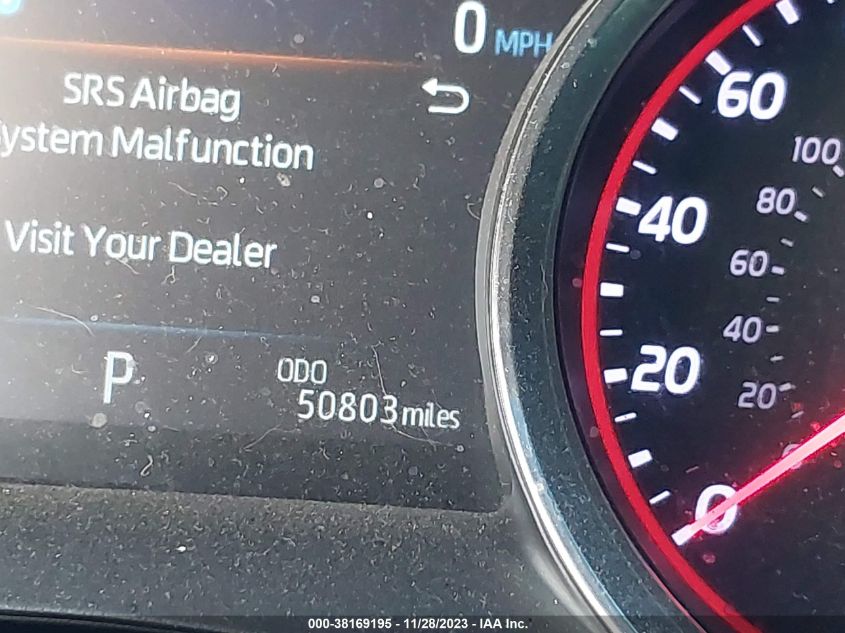 0 MPH
SRS Airbag
System Malfunction
Visit Your Dealer
P
ODO
50803 miles
60
40
20
0
100
80
60
40
20
000-38169195 - 11/28/2023 - IAA Inc.